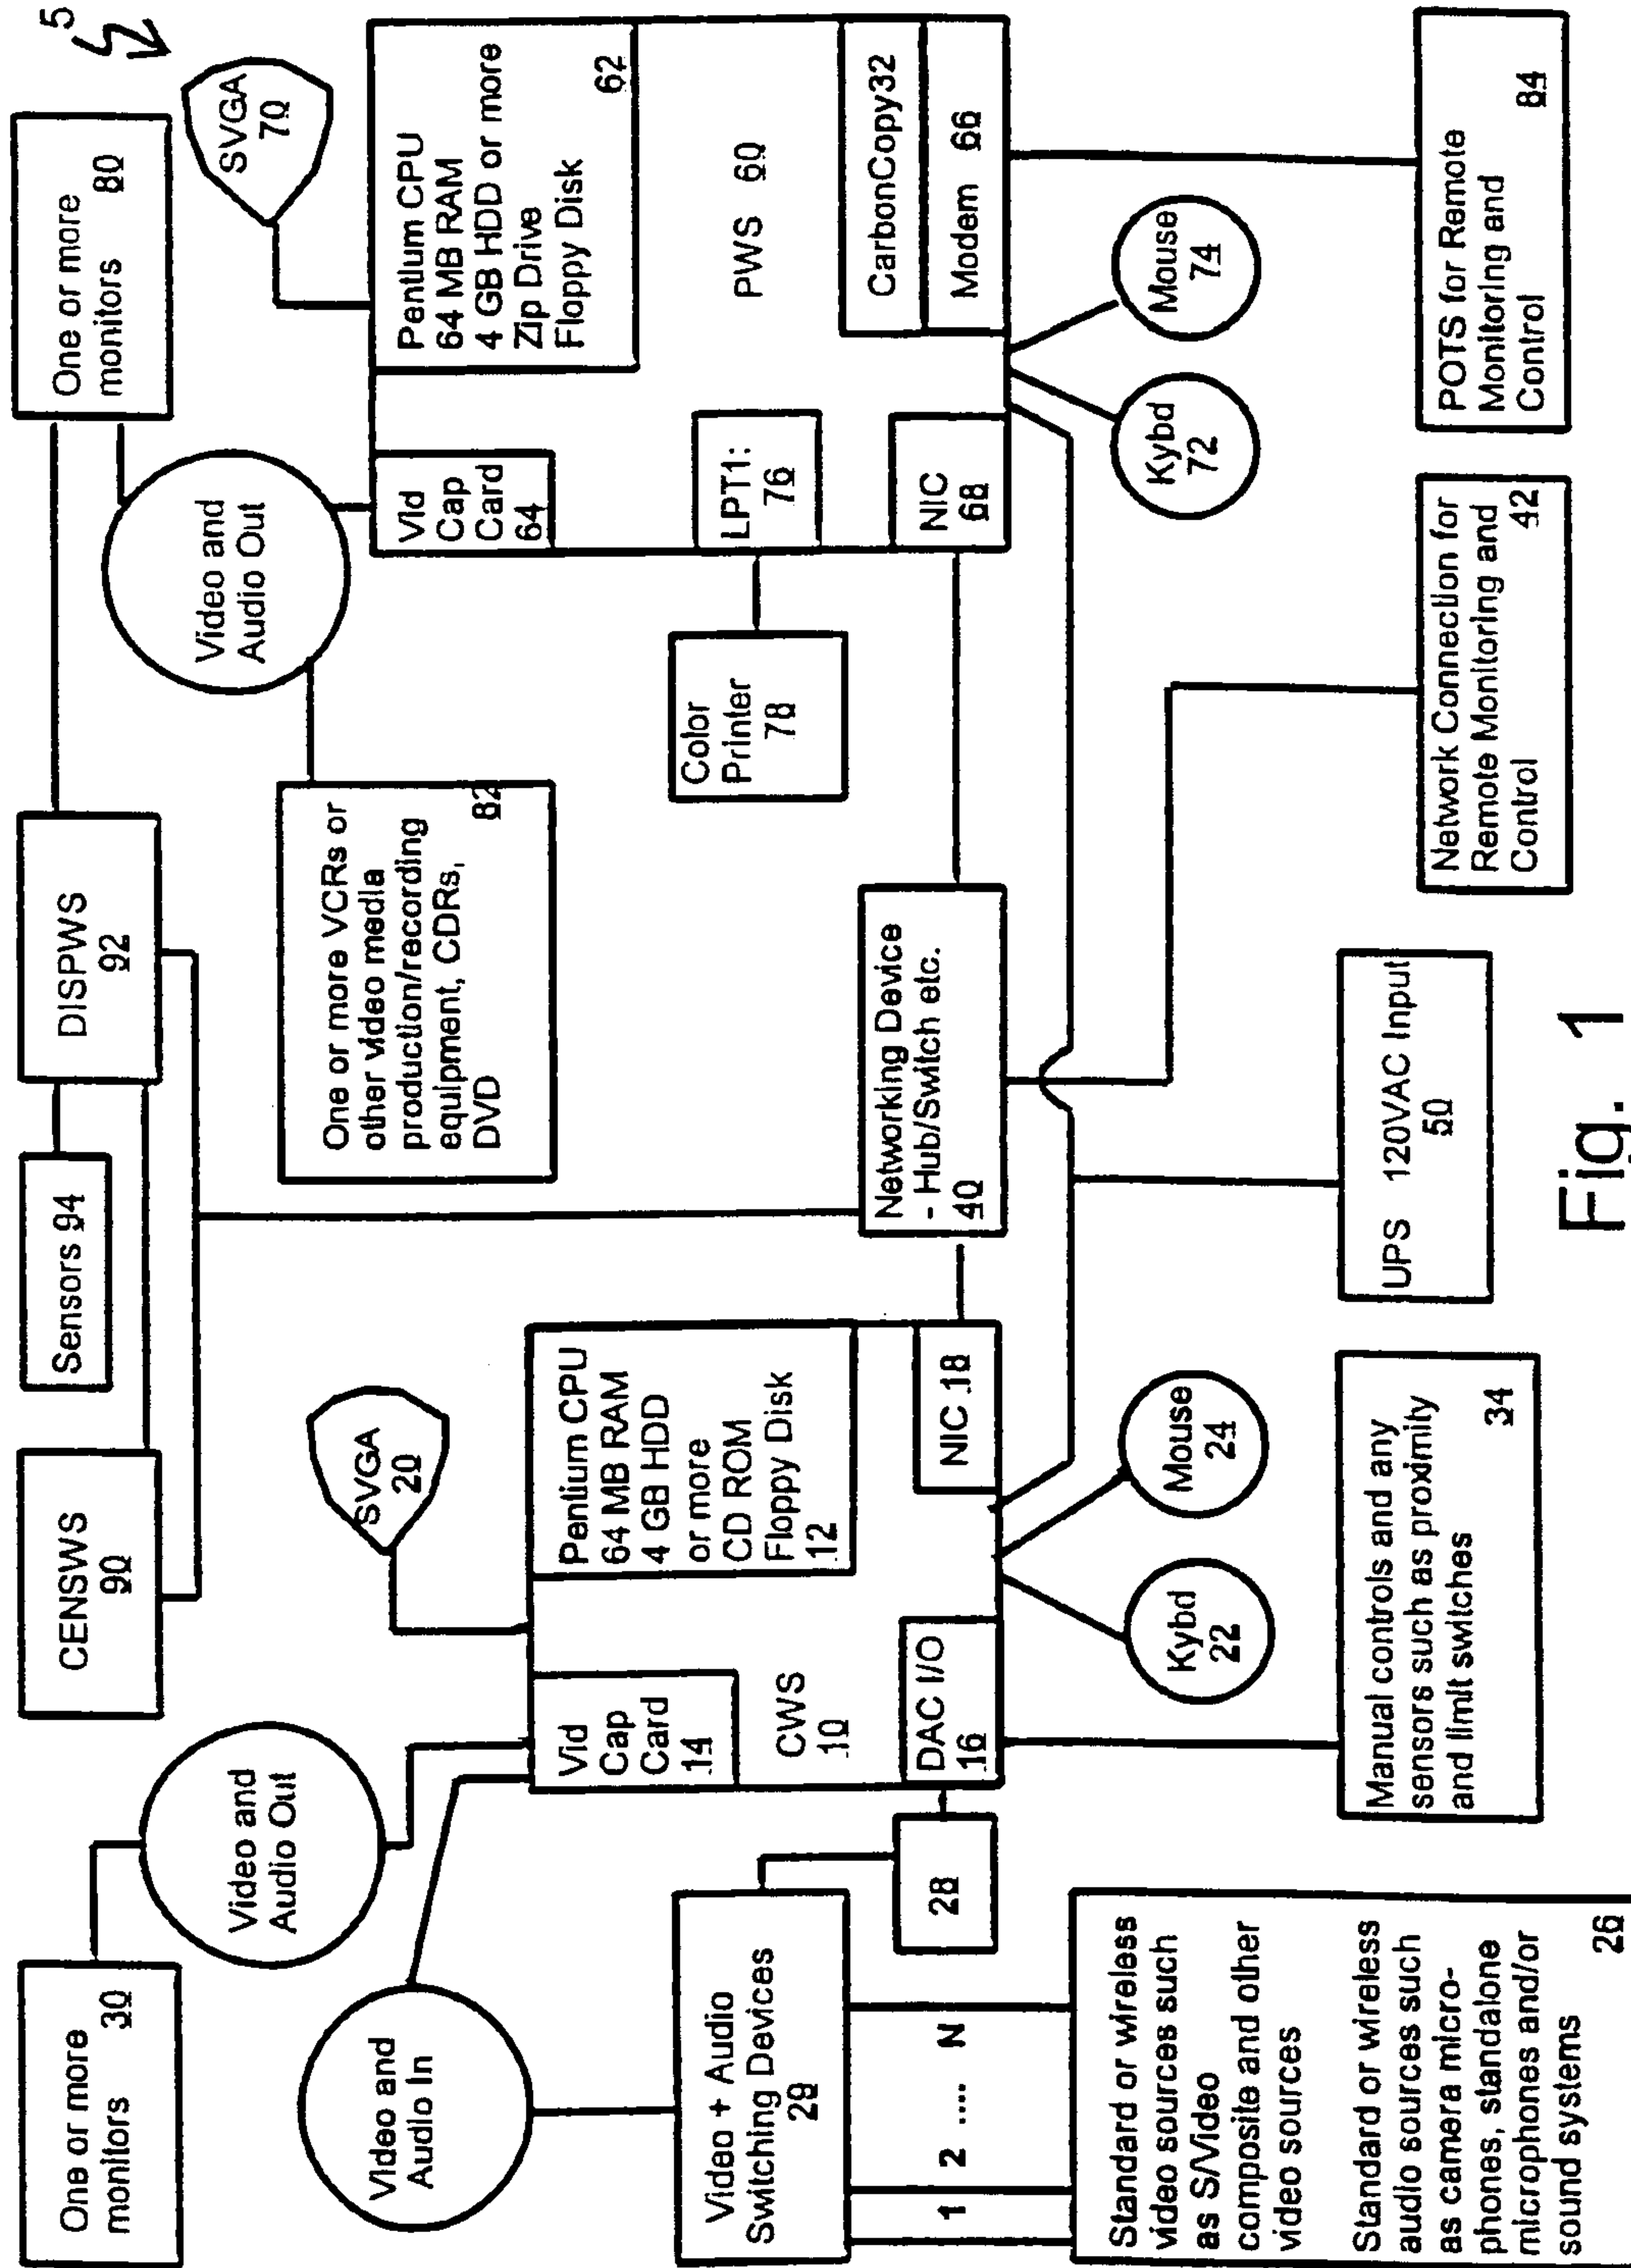 5
One or more
monitors 30
Video and
Audio Out
CENSWS
90
Sensors 94
DISPWS
92
One or more
monitors 80
Video and
Audio In
SVGA
20
One or more VCRs or
other video media
production/recording
equipment, CDRs,
DVD
82
Video and
Audio Out
SVGA
70
Video + Audio
Switching Devices
29
28
Vid
Cap
Card
14
Pentium CPU
64 MB RAM
4 GB HDD
or more
CD ROM
Floppy Disk
12
CWS
10
DAC I/O
16
NIC 18
Networking Device
- Hub/Switch etc.
40
Color
Printer
78
Vid
Cap
Card
64
Pentium CPU
64 MB RAM
4 GB HDD or more
Zip Drive
Floppy Disk
62
LPT1:
76
PWS 60
NIC
68
CarbonCopy32
Modem 66
1 2 .... N
Kybd
22
Mouse
24
Kybd
72
Mouse
74
Standard or wireless
video sources such
as S/Video
composite and other
video sources
Standard or wireless
audio sources such
as camera micro-
phones, standalone
microphones and/or
sound systems
26
Manual controls and any
sensors such as proximity
and limit switches
34
UPS 120VAC Input
50
Network Connection for
Remote Monitoring and
Control
42
POTS for Remote
Monitoring and
Control
84
Fig. 1